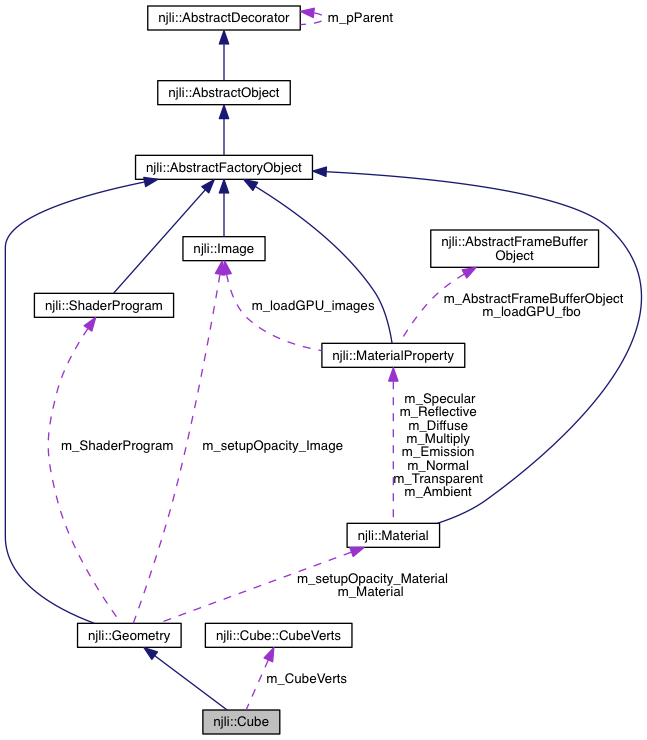 njli::AbstractDecorator
m_pParent
njli::AbstractObject
njli::AbstractFactoryObject
njli::Image
njli::AbstractFrameBuffer
Object
njli::ShaderProgram
m_loadGPU_images
m_AbstractFrameBufferObject
m_loadGPU_fbo
njli::MaterialProperty
m_Specular
m_Reflective
m_Diffuse
m_Multiply
m_Emission
m_Normal
m_Transparent
m_Ambient
m_ShaderProgram
m_setupOpacity_Image
njli::Material
m_setupOpacity_Material
m_Material
njli::Geometry
njli::Cube::CubeVerts
m_CubeVerts
njli::Cube